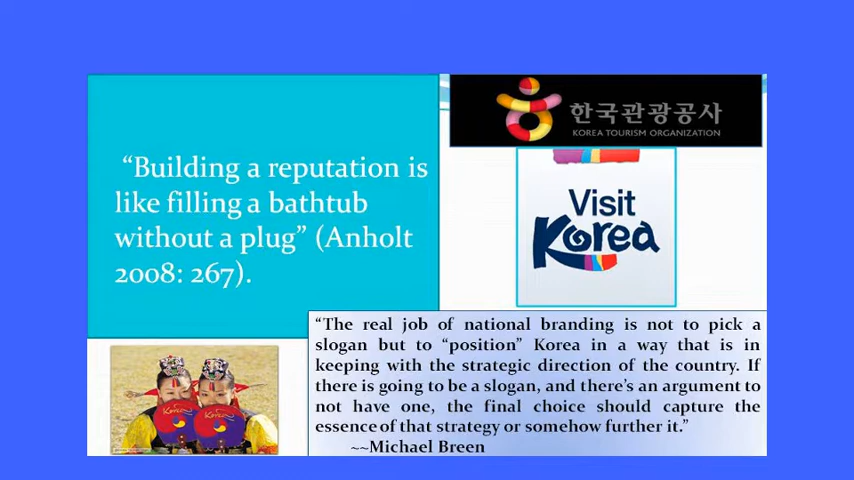 “Building a reputation is
like filling a bathtub
without a plug” (Anholt
2008: 267).
한국관광공사
KOREA TOURISM ORGANIZATION
Visit
Korea
“The real job of national branding is not to pick a
slogan but to “position” Korea in a way that is in
keeping with the strategic direction of the country. If
there is going to be a slogan, and there’s an argument to
not have one, the final choice should capture the
essence of that strategy or somehow further it.”
~~Michael Breen
Korea
Korea